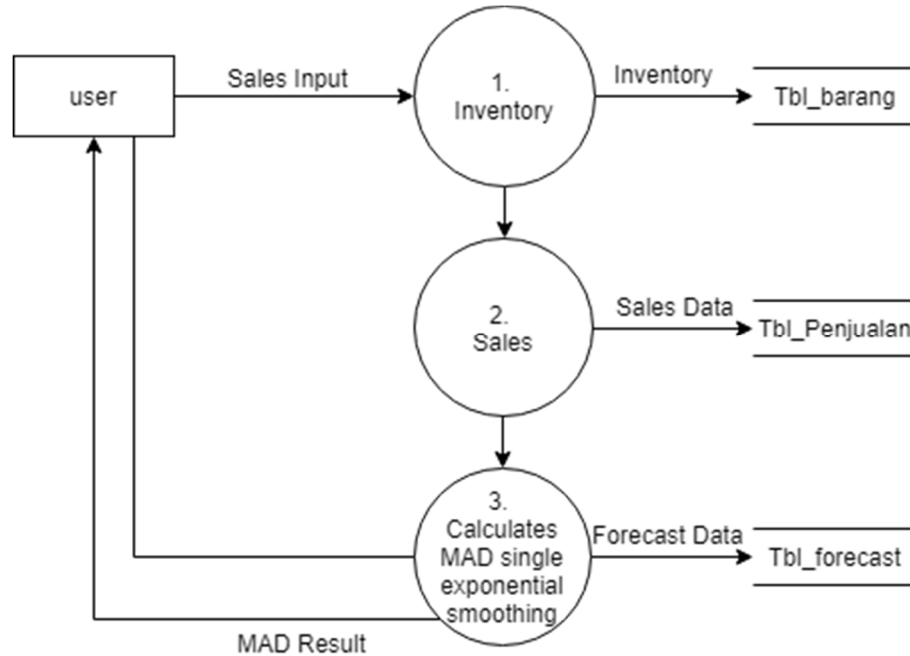 user
Sales Input
1.
Inventory
Inventory
Tbl_barang
2.
Sales
Sales Data
Tbl_Penjualan
3.
Calculates
MAD single
exponential
smoothing
Forecast Data
Tbl_forecast
MAD Result